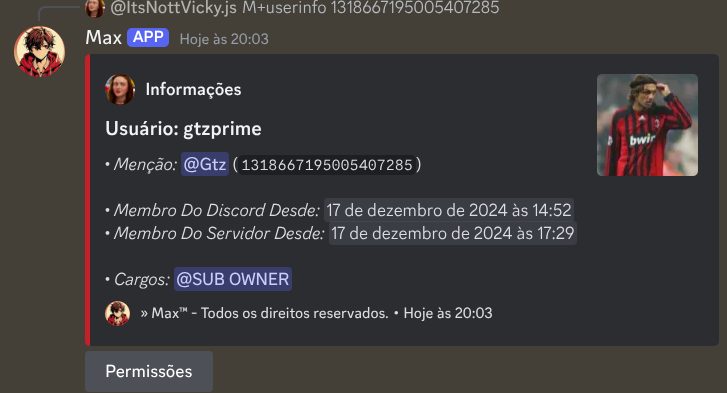 @ItsNottVicky.js M+userinfo 1318667195005407285
Max APP Hoje às 20:03
Informações
Usuário: gtzprime
• Menção: @Gtz (1318667195005407285)
• Membro Do Discord Desde: 17 de dezembro de 2024 às 14:52
• Membro Do Servidor Desde: 17 de dezembro de 2024 às 17:29
• Cargos: @SUB OWNER
» Max™ - Todos os direitos reservados. • Hoje às 20:03
Permissões
bwin